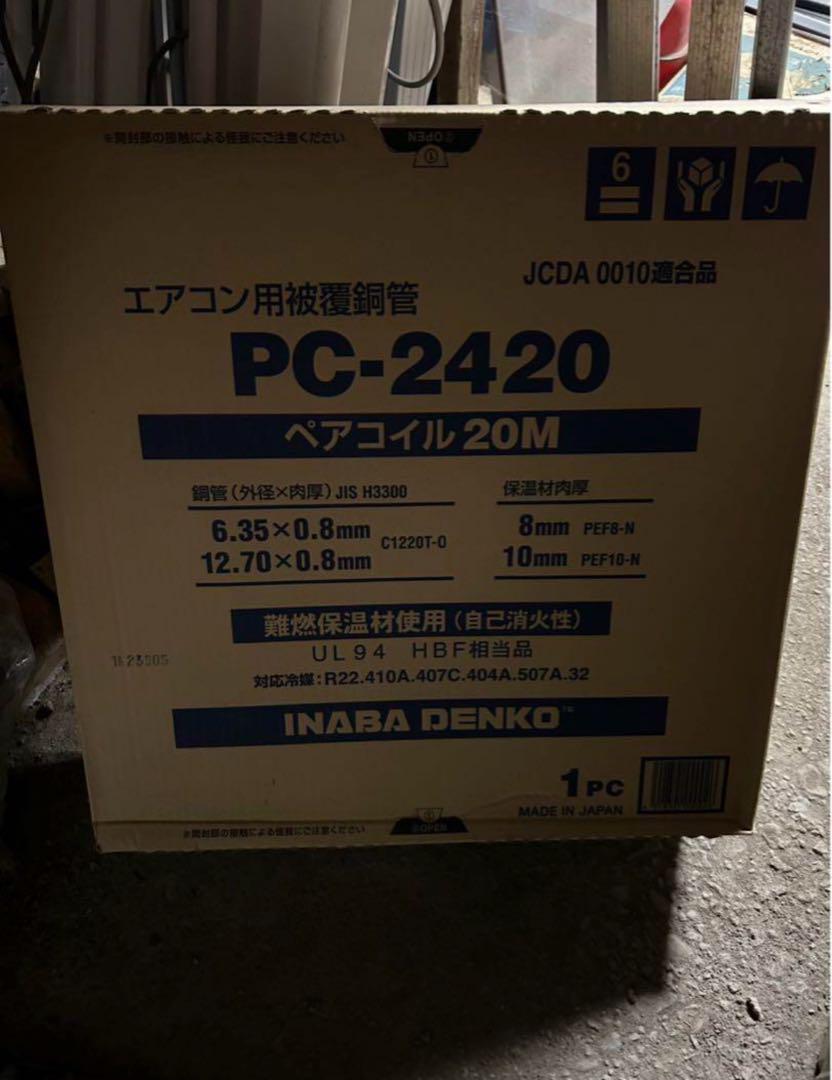 ※開封部の接触による怪我にご注意ください
②OPEN
①
6
JCDA 0010適合品
エアコン用被覆銅管
PC-2420
ペアコイル20M
銅管(外径×肉厚)JIS H3300
保温材肉厚
6.35×0.8mm
12.70×0.8mm
C1220T-O
8mm PEF8-N
10mm PEF10-N
難燃保温材使用(自己消火性)
UL94 HBF相当品
対応冷媒:R22.410A.407C.404A.507A.32
INABA DENKO™
1PC
MADE IN JAPAN
※開封部の接触による怪我にご注意ください
①
②OPEN